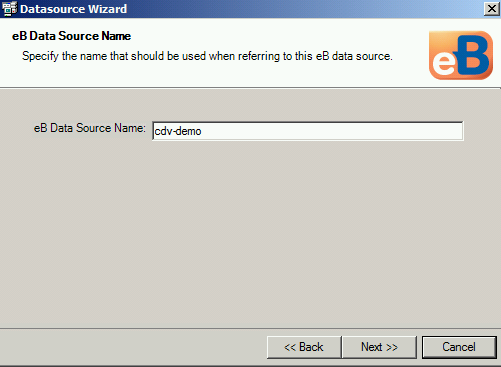 Datasource Wizard
eB Data Source Name
Specify the name that should be used when referring to this eB data source.
eB
eB Data Source Name: cdv-demo
<< Back Next >> Cancel